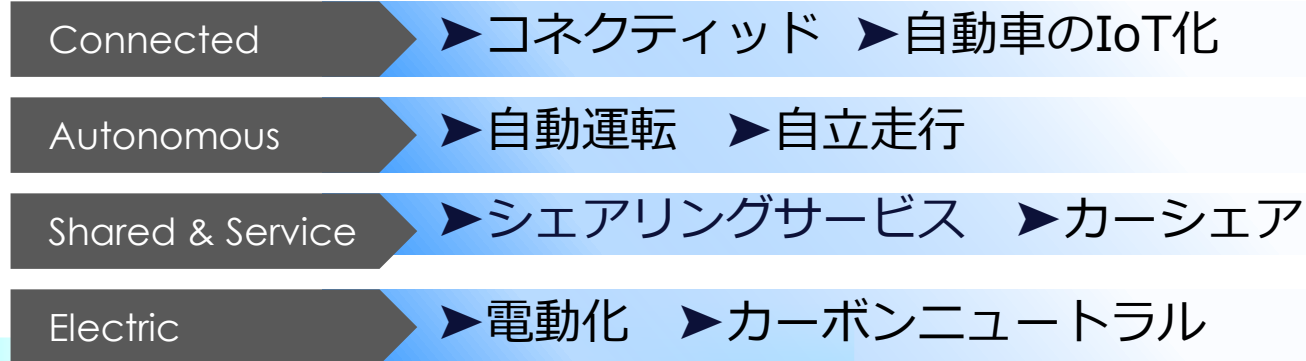 Connected ➤コネクティッド ➤自動車のIoT化
Autonomous ➤自動運転 ➤自立走行
Shared & Service ➤シェアリングサービス ➤カーシェア
Electric ➤電動化 ➤カーボンニュートラル